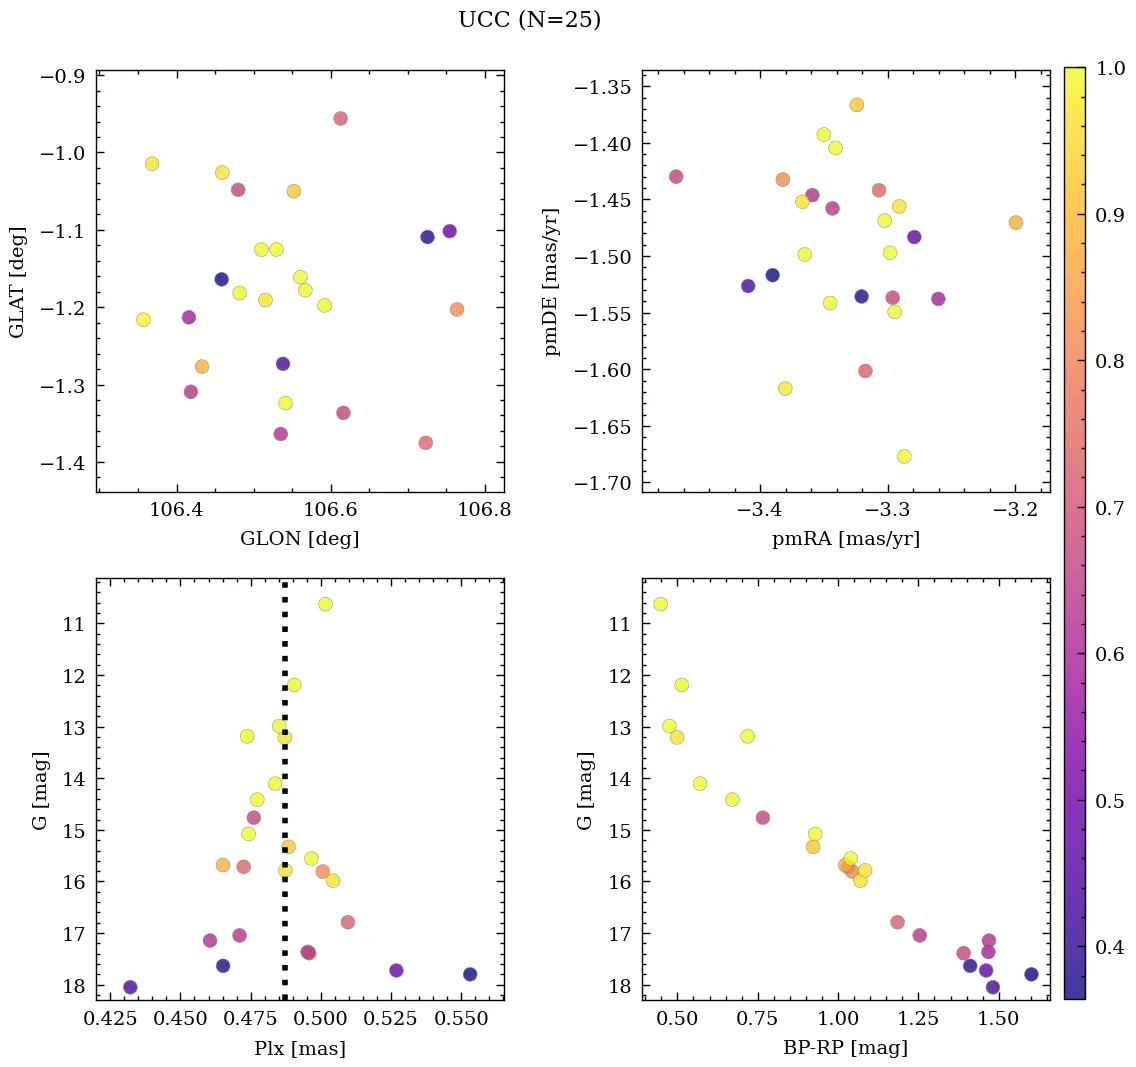 UCC (N=25)
−0.9
−1.0
−1.1
−1.2
−1.3
−1.4
GLAT [deg]
106.4 106.6 106.8
GLON [deg]
−1.35
−1.40
−1.45
−1.50
−1.55
−1.60
−1.65
−1.70
pmDE [mas/yr]
−3.4 −3.3 −3.2
pmRA [mas/yr]
11
12
13
14
15
16
17
18
G [mag]
0.425 0.450 0.475 0.500 0.525 0.550
Plx [mas]
11
12
13
14
15
16
17
18
G [mag]
0.50 0.75 1.00 1.25 1.50
BP-RP [mag]
1.0
0.9
0.8
0.7
0.6
0.5
0.4